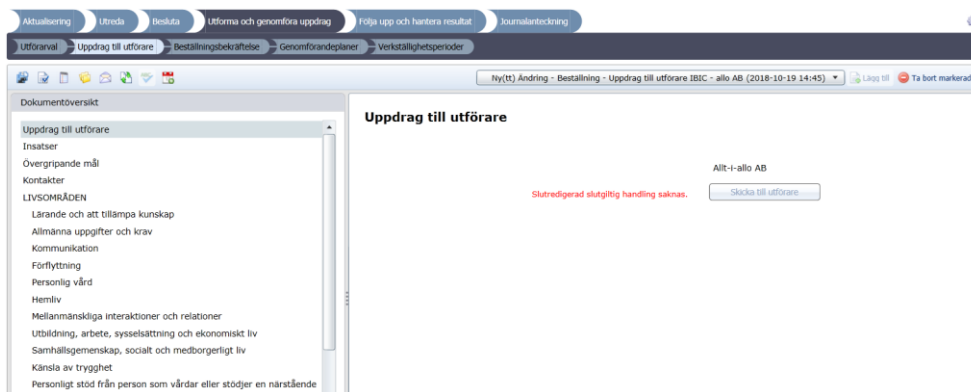 Aktualisering Utreda Besluta Utforma och genomföra uppdrag Följa upp och hantera resultat Journalanteckning
Utförarval Uppdrag till utförare Beställningsbekräftelse Genomförandeplaner Verkställighetsperioder
Ny(tt) Ändring - Beställning - Uppdrag till utförare IBIC - allo AB (2018-10-19 14:45) Lägg till Ta bort markerad
Dokumentöversikt
Uppdrag till utförare
Insatser
Övergripande mål
Kontakter
LIVSOMRÅDEN
Lärande och att tillämpa kunskap
Allmänna uppgifter och krav
Kommunikation
Förflyttning
Personlig vård
Hemliv
Mellanmänskliga interaktioner och relationer
Utbildning, arbete, sysselsättning och ekonomiskt liv
Samhällsgemenskap, socialt och medborgerligt liv
Känsla av trygghet
Personligt stöd från person som vårdar eller stödjer en närstående
Uppdrag till utförare
Allt-i-allo AB
Slutredigerad slutgiltig handling saknas. Skicka till utförare